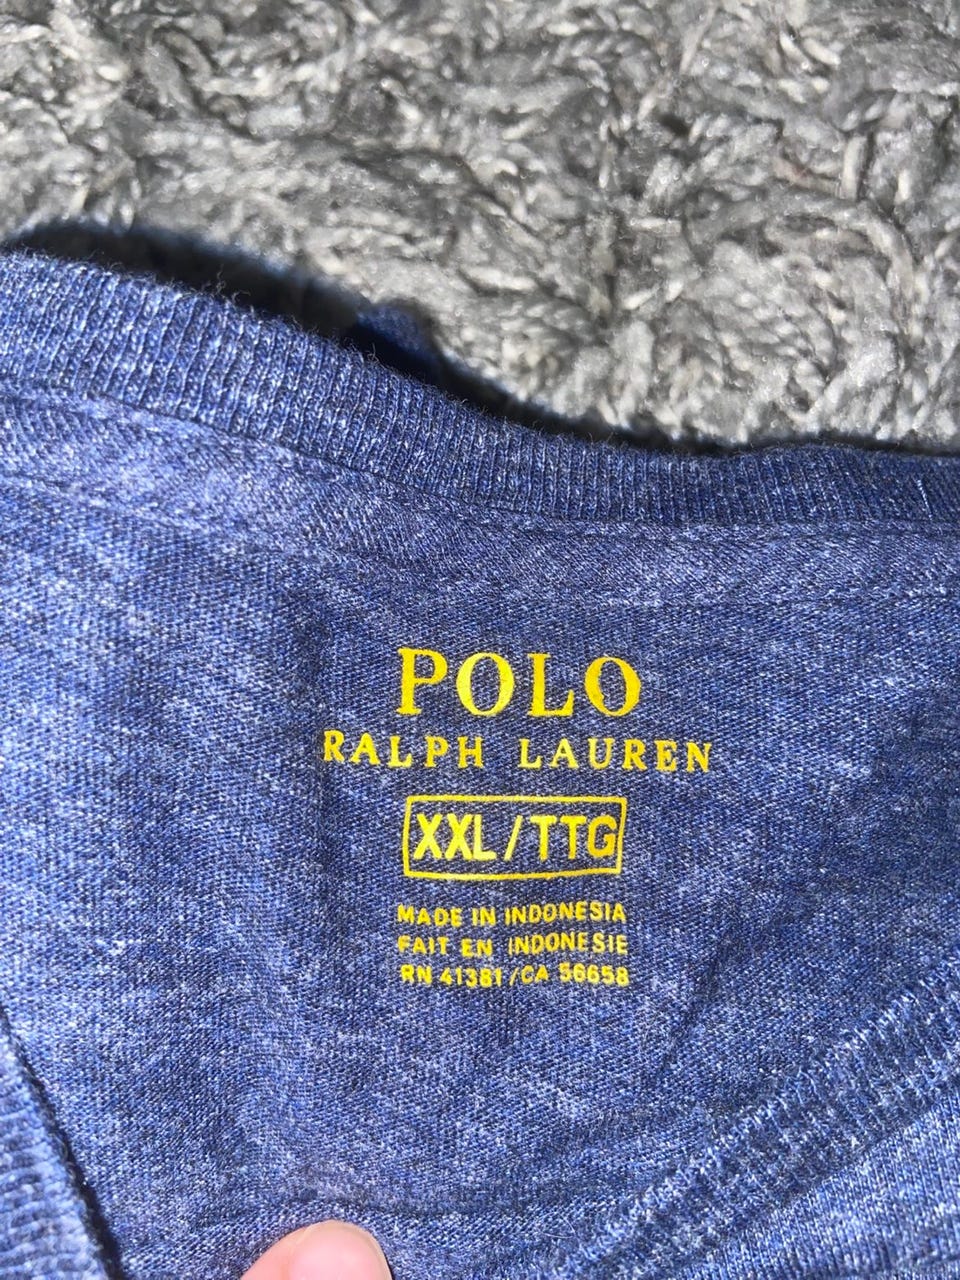 POLO
RALPH LAUREN
XXL/TTG
MADE IN INDONESIA
FAIT EN INDONESIE
RN 41381/CA 56658